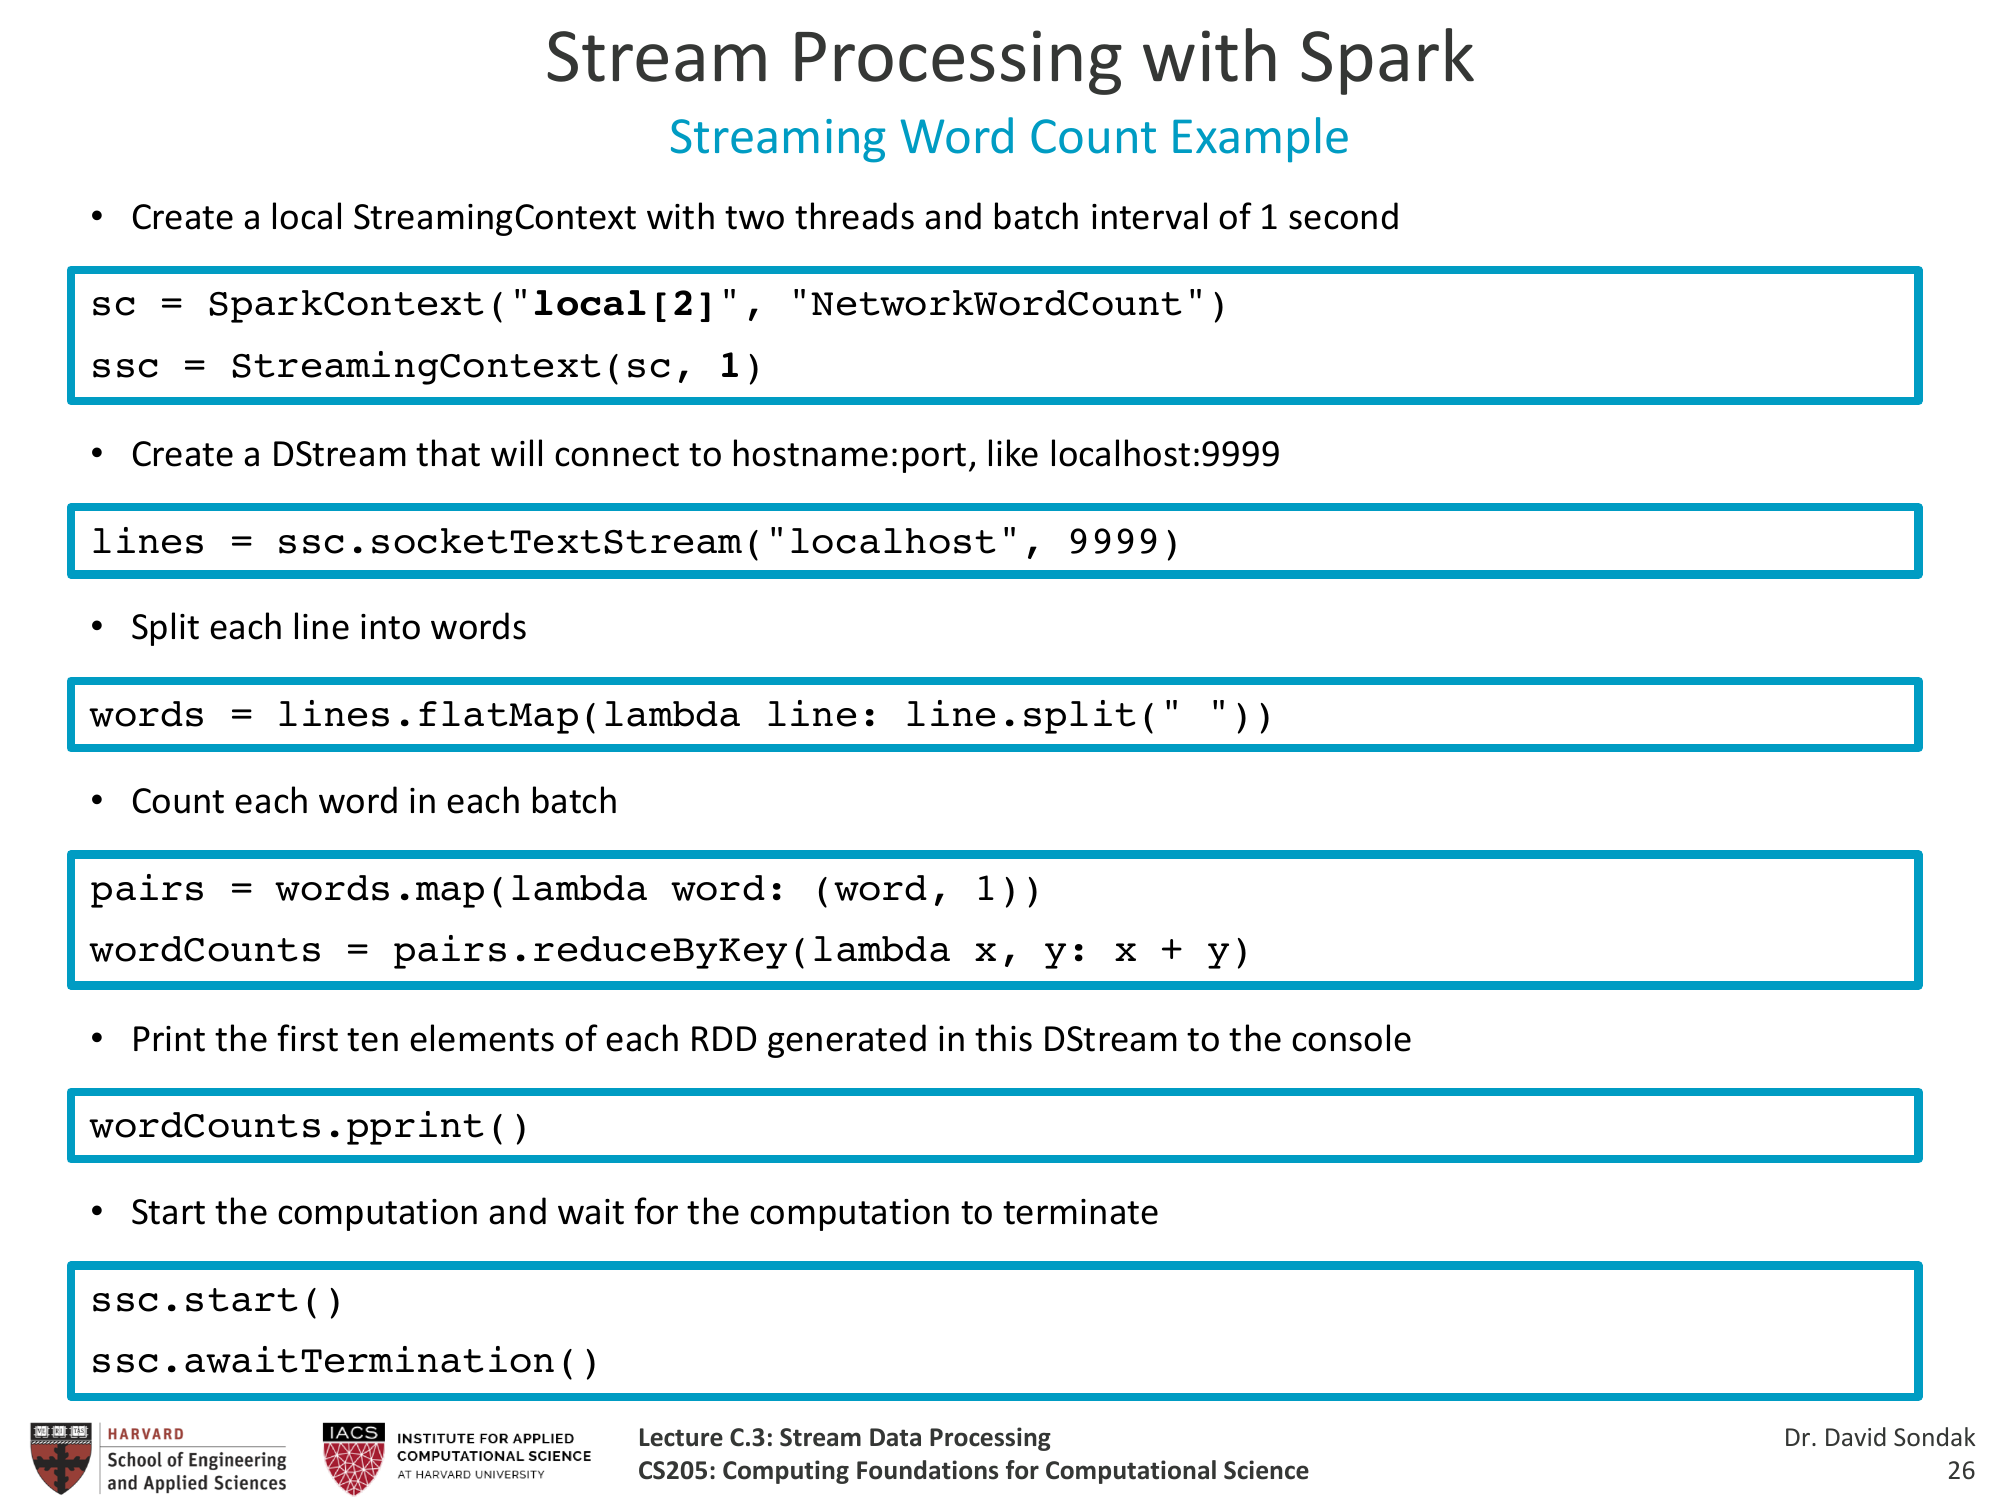 Stream Processing with Spark
Streaming Word Count Example
• Create a local StreamingContext with two threads and batch interval of 1 second
sc = SparkContext("local[2]", "NetworkWordCount")
ssc = StreamingContext(sc, 1)
• Create a DStream that will connect to hostname:port, like localhost:9999
lines = ssc.socketTextStream("localhost", 9999)
• Split each line into words
words = lines.flatMap(lambda line: line.split(" "))
• Count each word in each batch
pairs = words.map(lambda word: (word, 1))
wordCounts = pairs.reduceByKey(lambda x, y: x + y)
• Print the first ten elements of each RDD generated in this DStream to the console
wordCounts.pprint()
• Start the computation and wait for the computation to terminate
ssc.start()
ssc.awaitTermination()
HARVARD
School of Engineering
and Applied Sciences
IACS
INSTITUTE FOR APPLIED
COMPUTATIONAL SCIENCE
AT HARVARD UNIVERSITY
Lecture C.3: Stream Data Processing
CS205: Computing Foundations for Computational Science
Dr. David Sondak
26